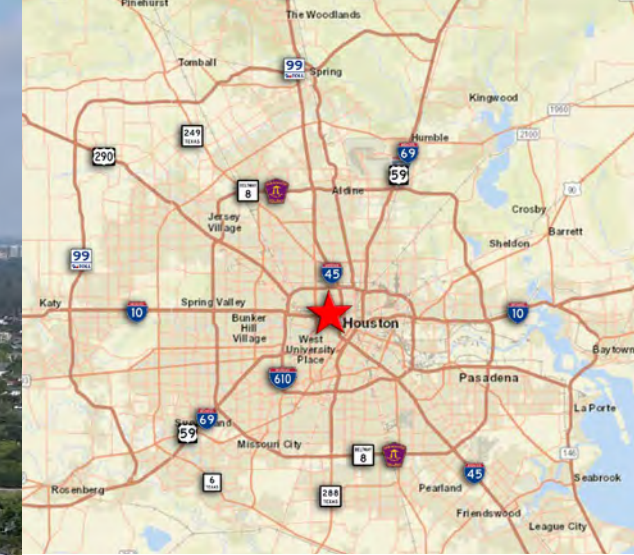 Pinehurst
The Woodlands
Tomball
99
Spring
Kingwood
1960
249
TEXAS
2100
Humble
290
69
59
90
BELTWAY
8
Aldine
Crosby
Jersey
Village
Barrett
Sheldon
99
45
Katy
Spring Valley
10
10
Bunker
Hill
Village
Houston
West
University
Place
Baytown
610
Pasadena
La Porte
69
59
Missouri City
BELTWAY
8
146
45
Seabrook
6
TEXAS
Rosenberg
288
TEXAS
Pearland
Friendswood
League City